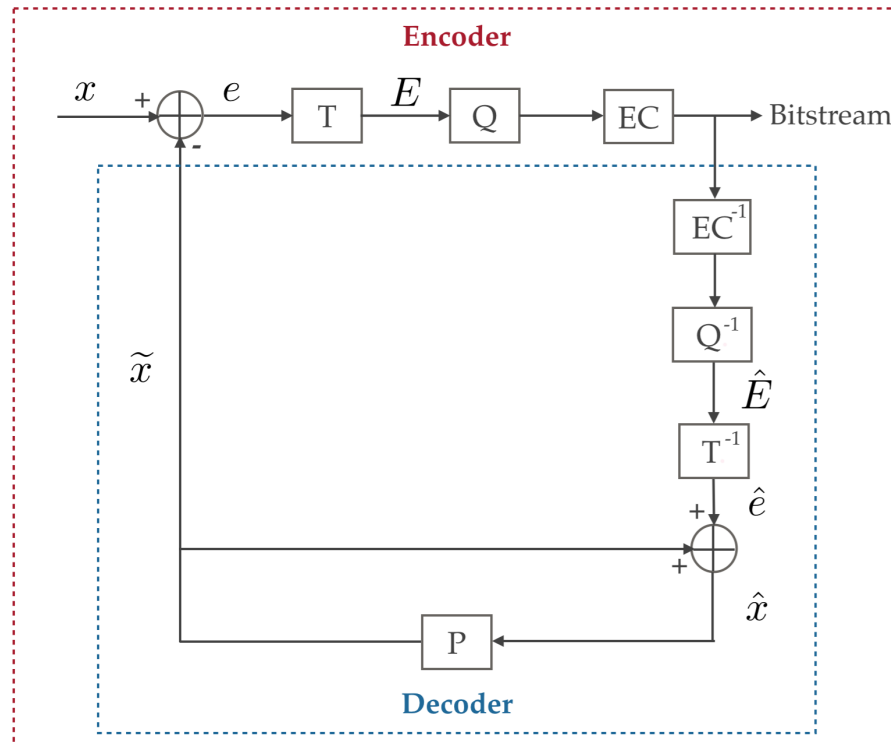 Encoder
x + e T E Q EC Bitstream
-
EC⁻¹
Q⁻¹
x̃ Ê
T⁻¹
+ ê
+
x̂
P
Decoder